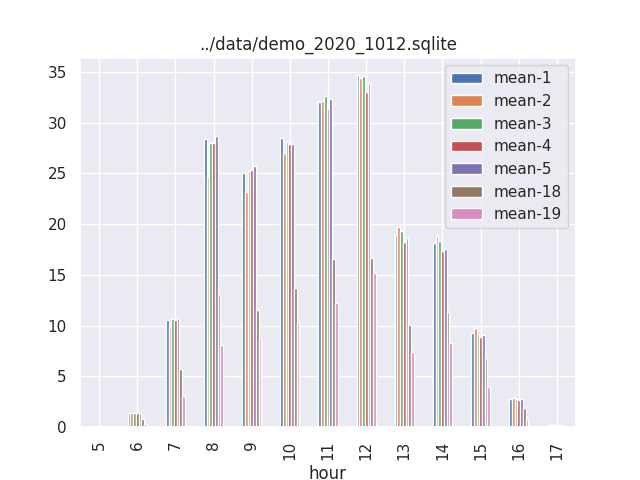 ../data/demo_2020_1012.sqlite
35
30
25
20
15
10
5
0
mean-1
mean-2
mean-3
mean-4
mean-5
mean-18
mean-19
5 6 7 8 9 10 11 12 13 14 15 16 17
hour